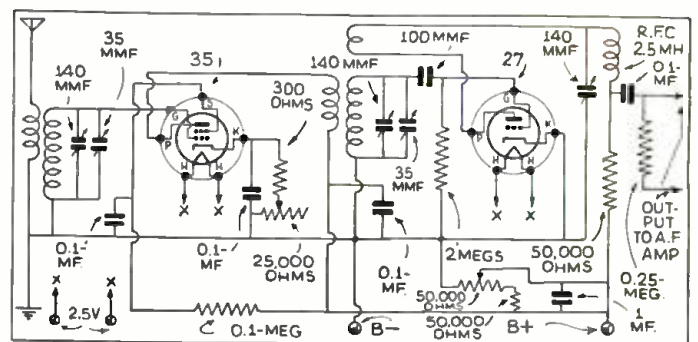 35
MMF
140
MMF
35
G
SG
P
K
H
H
X
X
300
OHMS
0.1-
MF.
0.1-
MF.
25,000
OHMS
X
X
2.5V
0.1-MEG
140 MMF
100 MMF
27
G
P
K
H
H
X
X
35
MMF
0.1-
MF.
2 MEGS
50,000
OHMS
50,000
OHMS
B-
B+
140
MMF
R.F.C
2.5 MH
0.1-
MF.
50,000
OHMS
OUT-
PUT
TO A.F
AMP
0.25-
MEG.
1
MF.